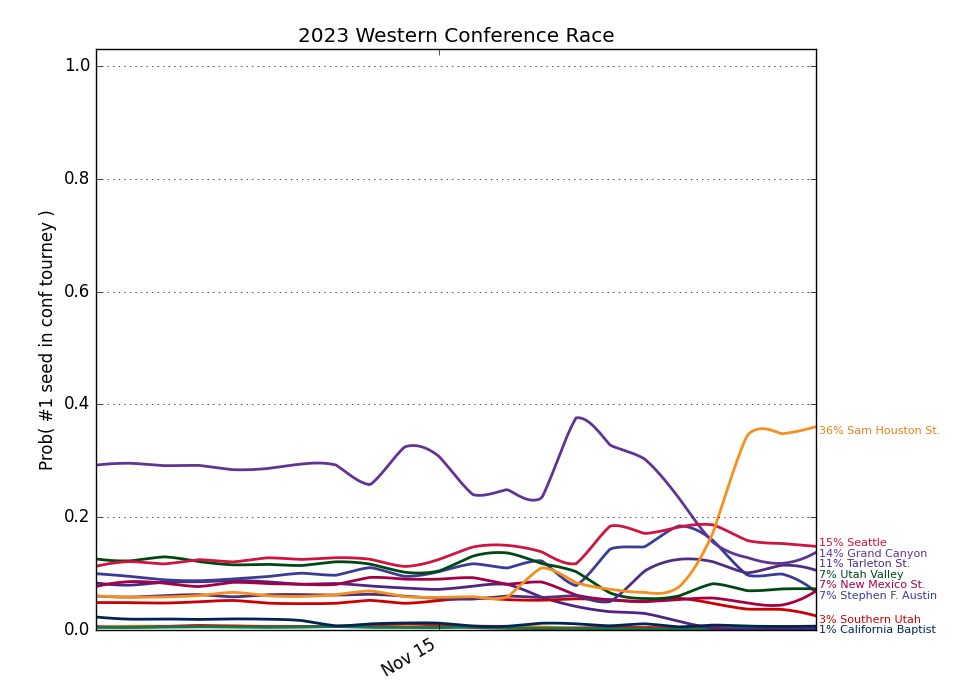 2023 Western Conference Race
Prob( #1 seed in conf tourney )
1.0
0.8
0.6
0.4
0.2
0.0
Nov 15
36% Sam Houston St.
15% Seattle
14% Grand Canyon
11% Tarleton St.
7% Utah Valley
7% New Mexico St.
7% Stephen F. Austin
3% Southern Utah
1% California Baptist